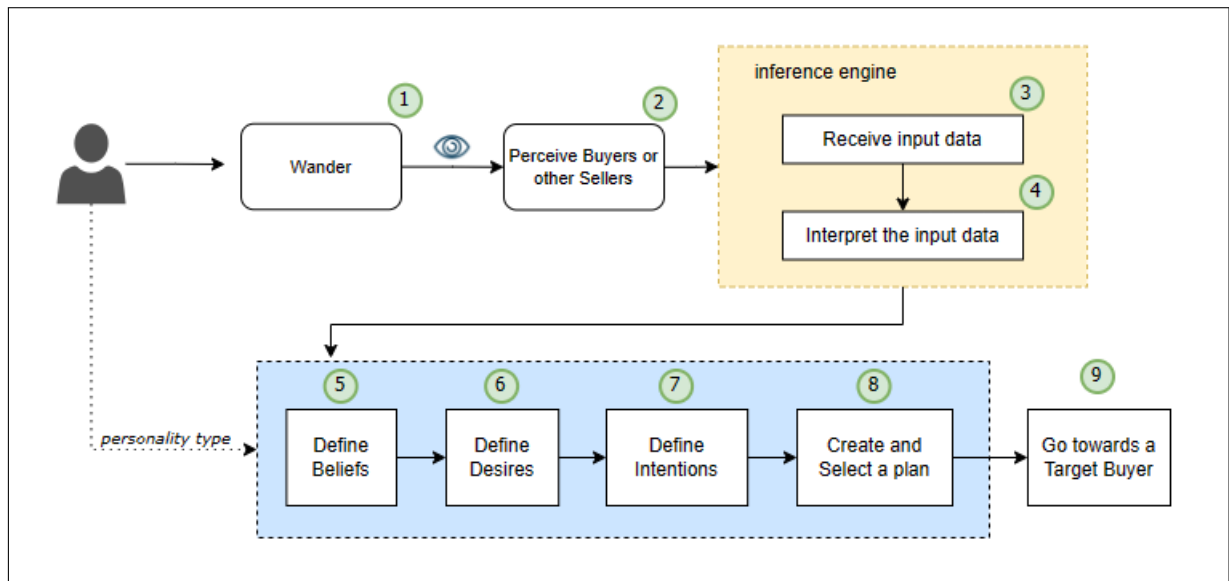 1
Wander
2
Perceive Buyers or
other Sellers
inference engine
3
Receive input data
4
Interpret the input data
personality type
5
Define
Beliefs
6
Define
Desires
7
Define
Intentions
8
Create and
Select a plan
9
Go towards a
Target Buyer